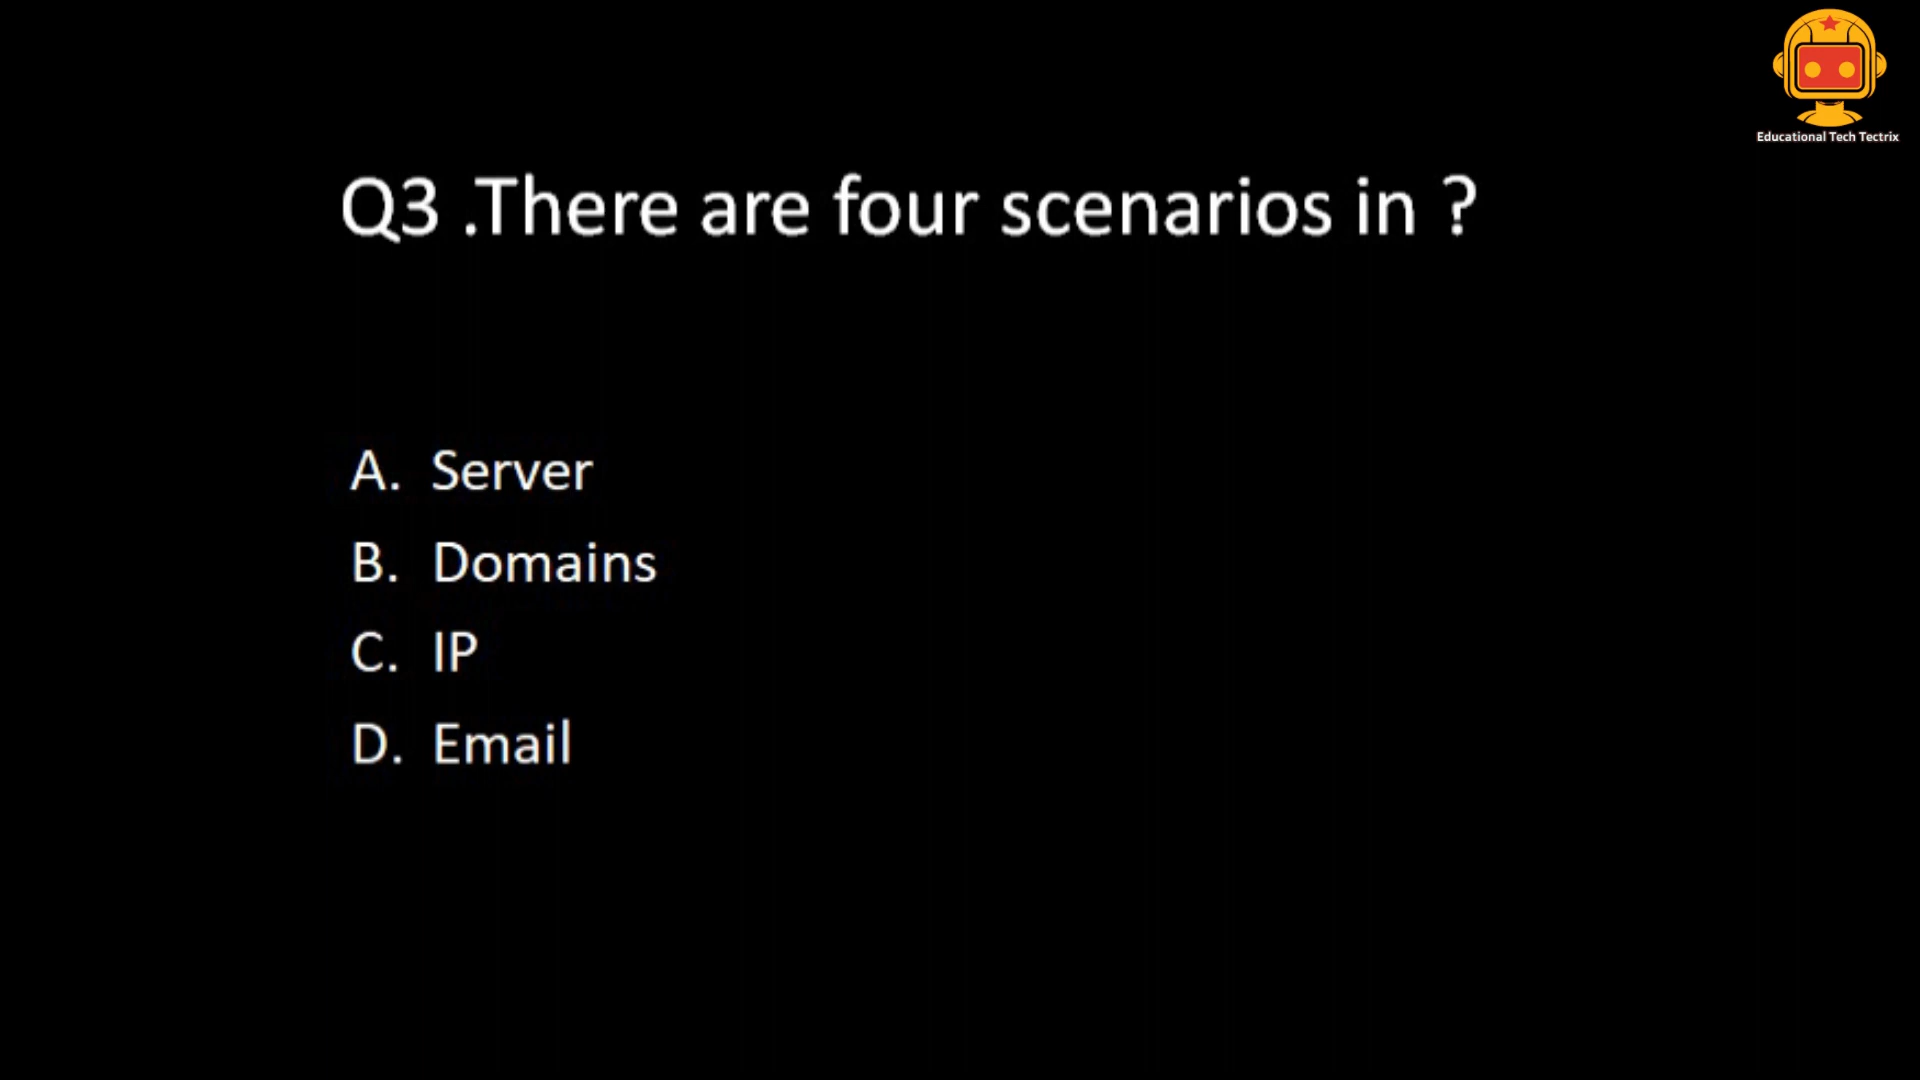 Educational Tech Tectrix
Q3 .There are four scenarios in ?
A. Server
B. Domains
C. IP
D. Email